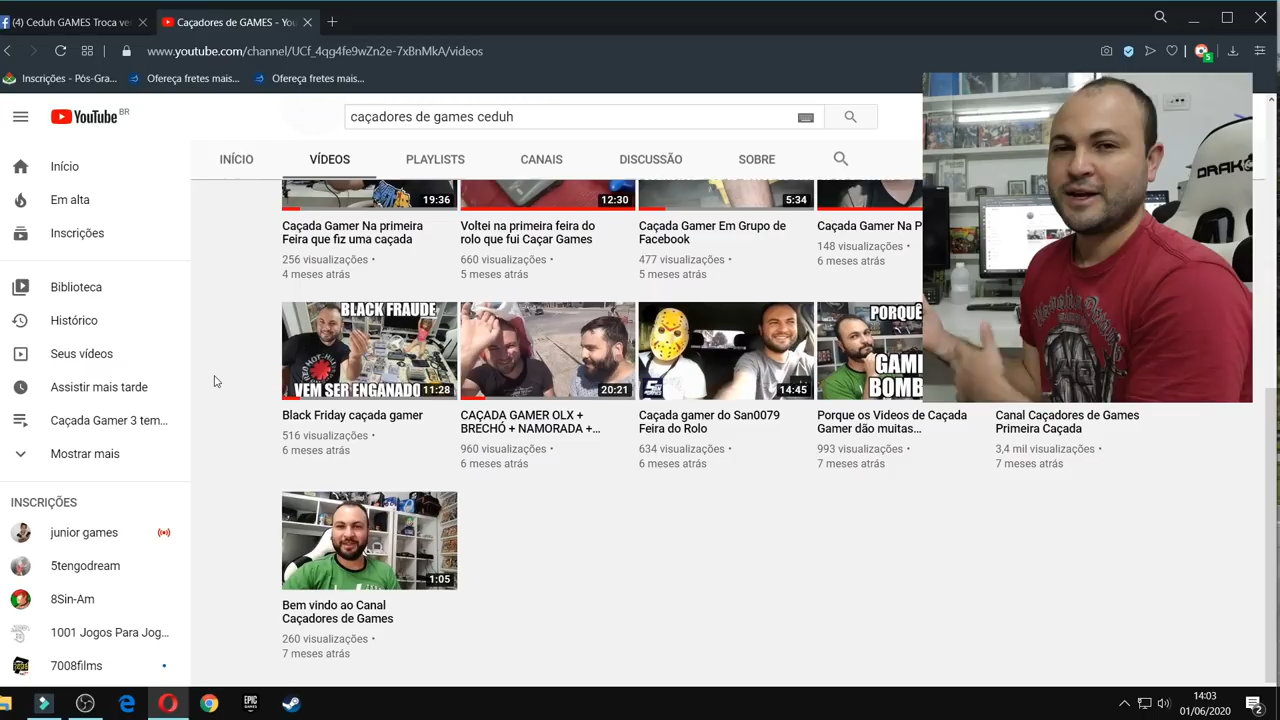 (4) Ceduh GAMES Troca ve
Caçadores de GAMES - You
www.youtube.com/channel/UCf_4qg4fe9wZn2e-7xBnMkA/videos
5
Inscrições - Pós-Gra...
Ofereça fretes mais...
Ofereça fretes mais...
YouTube BR
caçadores de games ceduh
INÍCIO
VÍDEOS
PLAYLISTS
CANAIS
DISCUSSÃO
SOBRE
Início
Em alta
Inscrições
Biblioteca
Histórico
Seus vídeos
Assistir mais tarde
Caçada Gamer 3 tem...
Mostrar mais
INSCRIÇÕES
junior games
5tengodream
8Sin-Am
1001 Jogos Para Jog...
7008films
19:36
12:30
5:34
Caçada Gamer Na primeira
Feira que fiz uma caçada
256 visualizações •
4 meses atrás
Voltei na primeira feira do
rolo que fui Caçar Games
660 visualizações •
5 meses atrás
Caçada Gamer Em Grupo de
Facebook
477 visualizações •
5 meses atrás
Caçada Gamer Na P
148 visualizações •
6 meses atrás
BLACK FRAUDE
VEM SER ENGANADO
11:28
20:21
14:45
PORQUÊ
GAM
BOMB
Black Friday caçada gamer
516 visualizações •
6 meses atrás
CAÇADA GAMER OLX +
BRECHÓ + NAMORADA +...
960 visualizações •
6 meses atrás
Caçada gamer do San0079
Feira do Rolo
634 visualizações •
6 meses atrás
Porque os Videos de Caçada
Gamer dão muitas...
993 visualizações •
7 meses atrás
Canal Caçadores de Games
Primeira Caçada
3,4 mil visualizações •
7 meses atrás
1:05
Bem vindo ao Canal
Caçadores de Games
260 visualizações •
7 meses atrás
EPIC
GAMES
14:03
01/06/2020
2